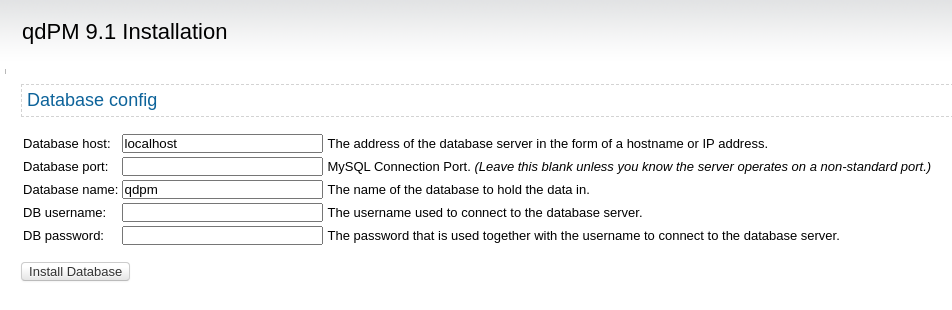 qdPM 9.1 Installation
Database config
Database host: localhost The address of the database server in the form of a hostname or IP address.
Database port: MySQL Connection Port. (Leave this blank unless you know the server operates on a non-standard port.)
Database name: qdpm The name of the database to hold the data in.
DB username: The username used to connect to the database server.
DB password: The password that is used together with the username to connect to the database server.
Install Database